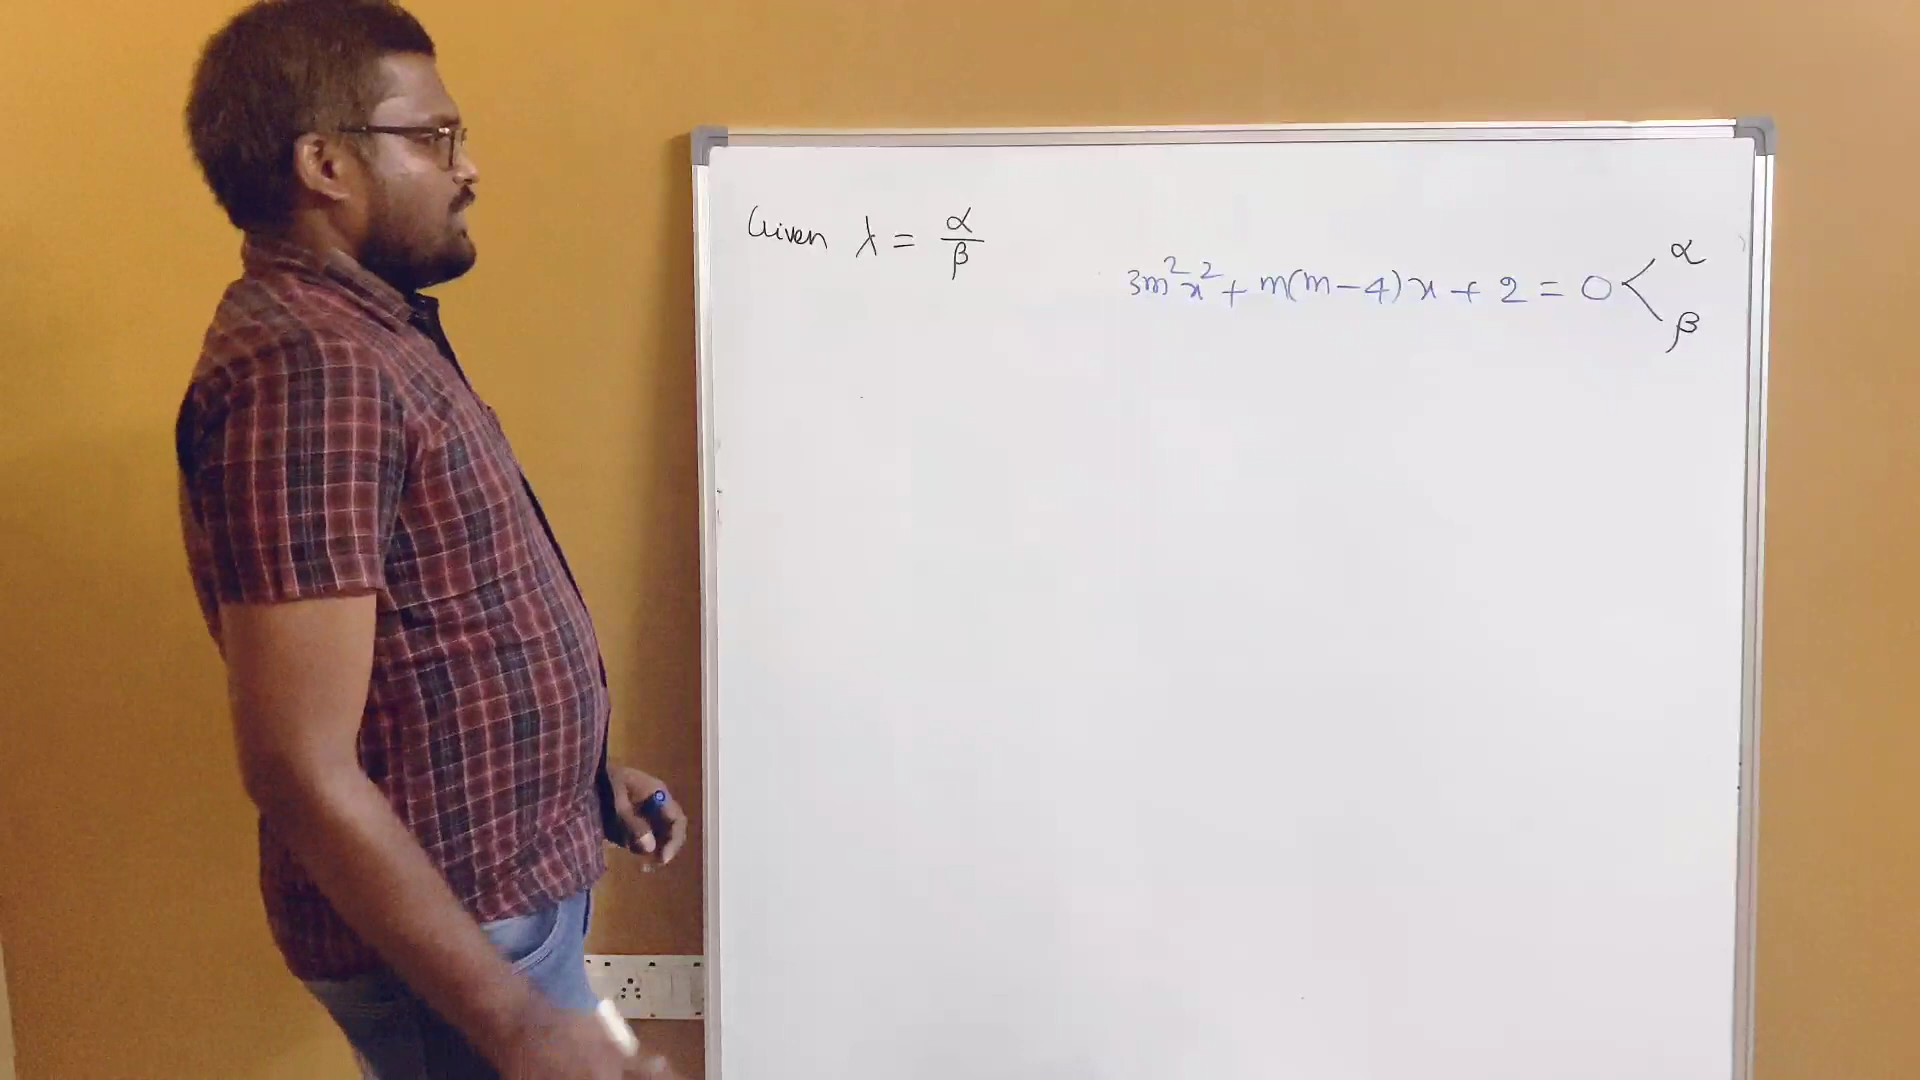 Given λ = α/β
3m²x² + m(m-4)x + 2 = 0 < α β